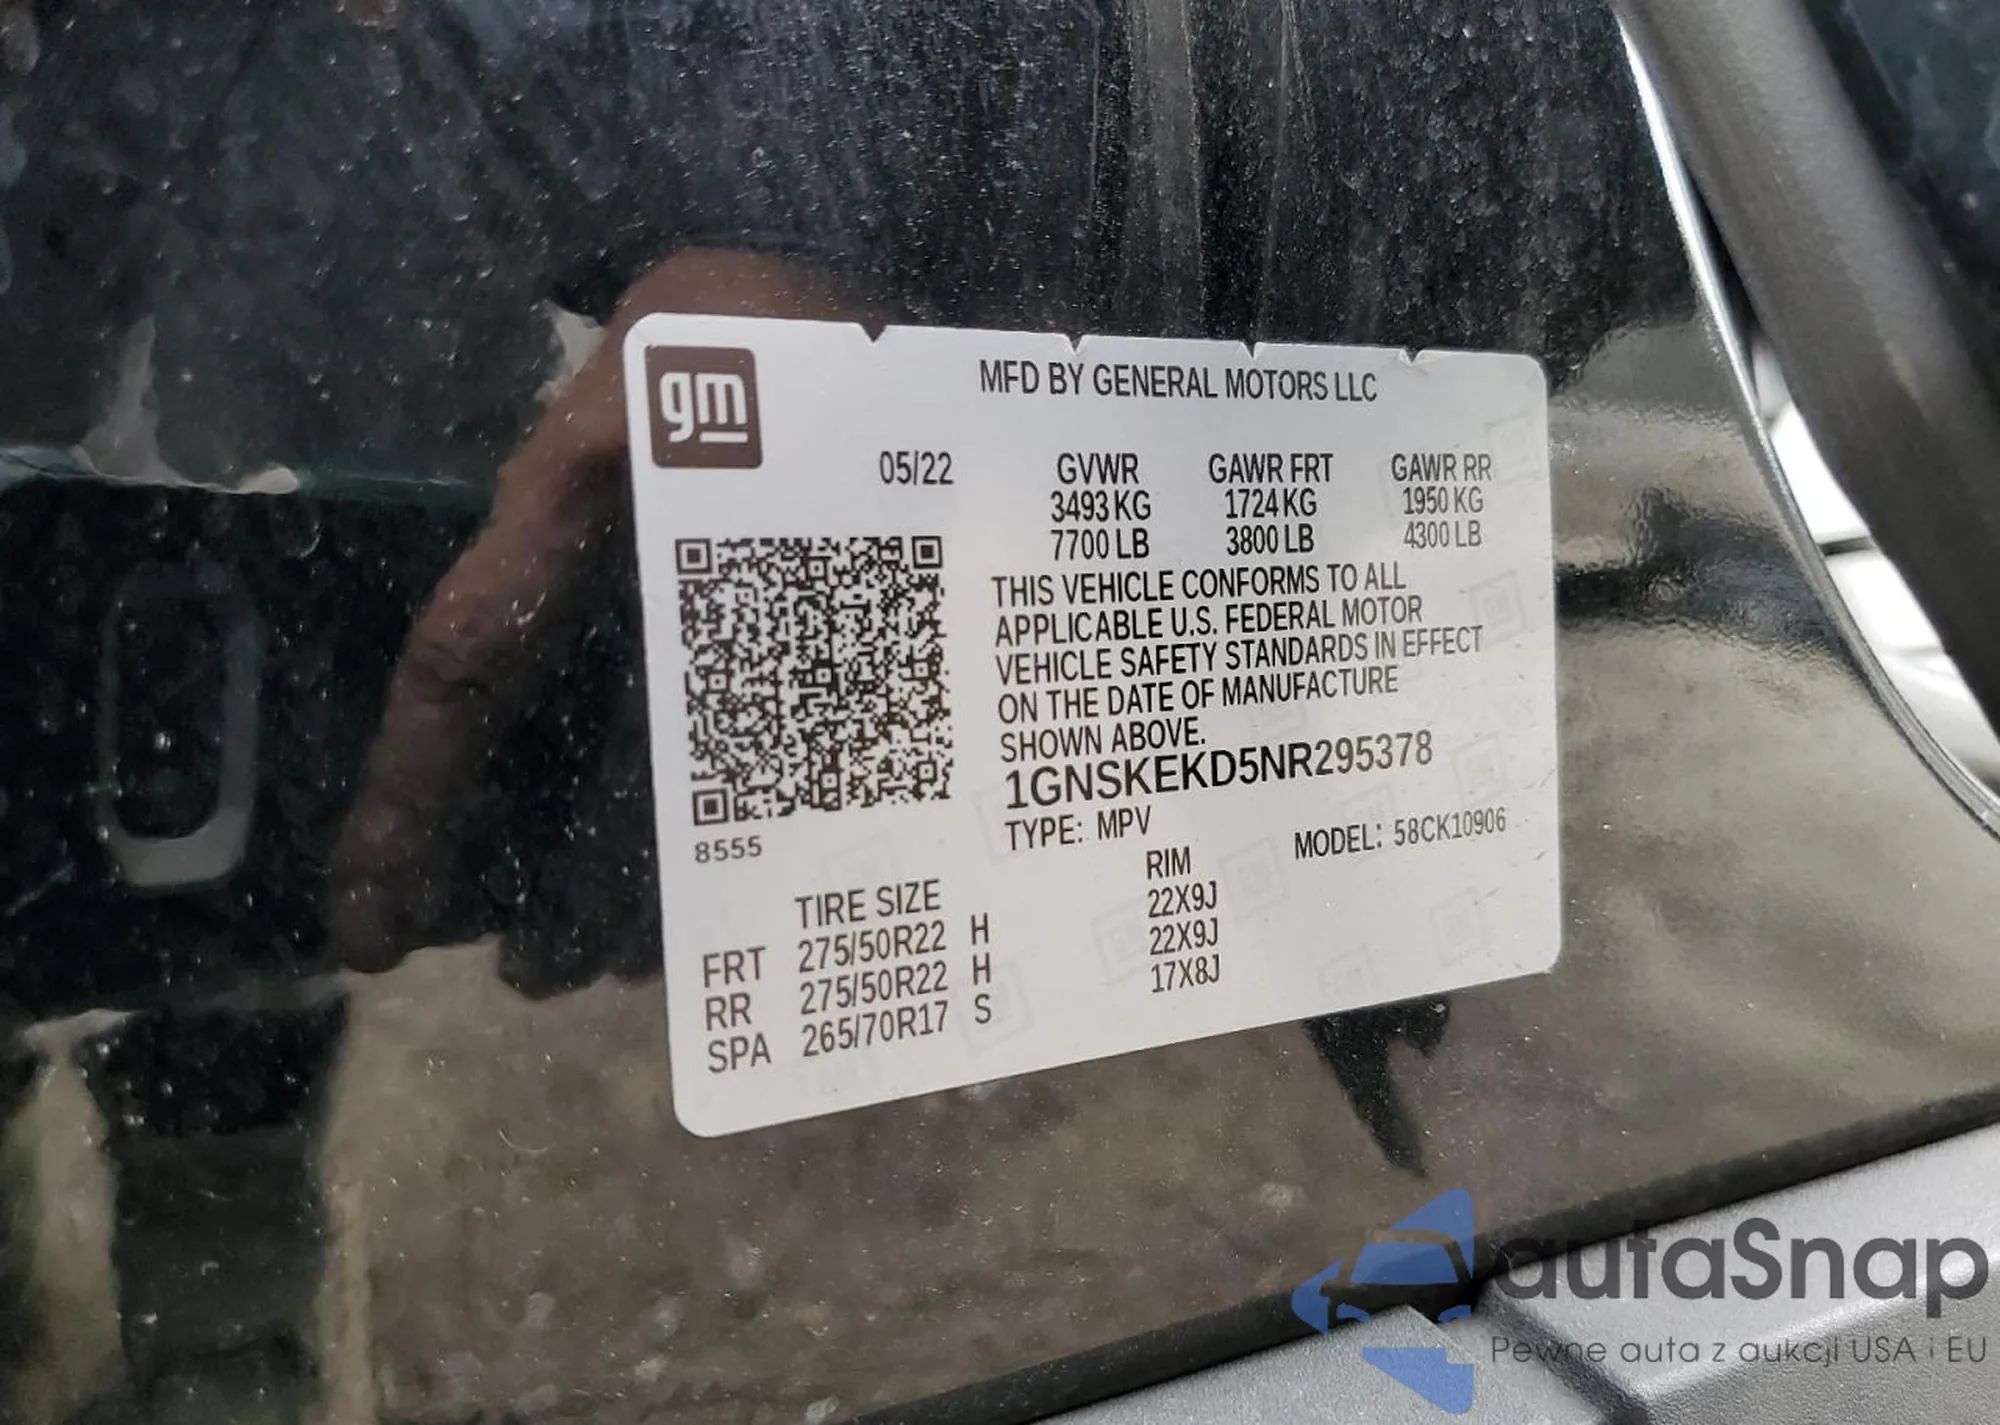 gm
MFD BY GENERAL MOTORS LLC
05/22 GVWR GAWR FRT GAWR RR
3493 KG 1724 KG 1950 KG
7700 LB 3800 LB 4300 LB
THIS VEHICLE CONFORMS TO ALL
APPLICABLE U.S. FEDERAL MOTOR
VEHICLE SAFETY STANDARDS IN EFFECT
ON THE DATE OF MANUFACTURE
SHOWN ABOVE.
1GNSKEKD5NR295378
TYPE: MPV MODEL: 58CK10906
8555
TIRE SIZE RIM
FRT 275/50R22 H 22X9J
RR 275/50R22 H 22X9J
SPA 265/70R17 S 17X8J
autaSnap
Pewne auta z aukcji USA i EU